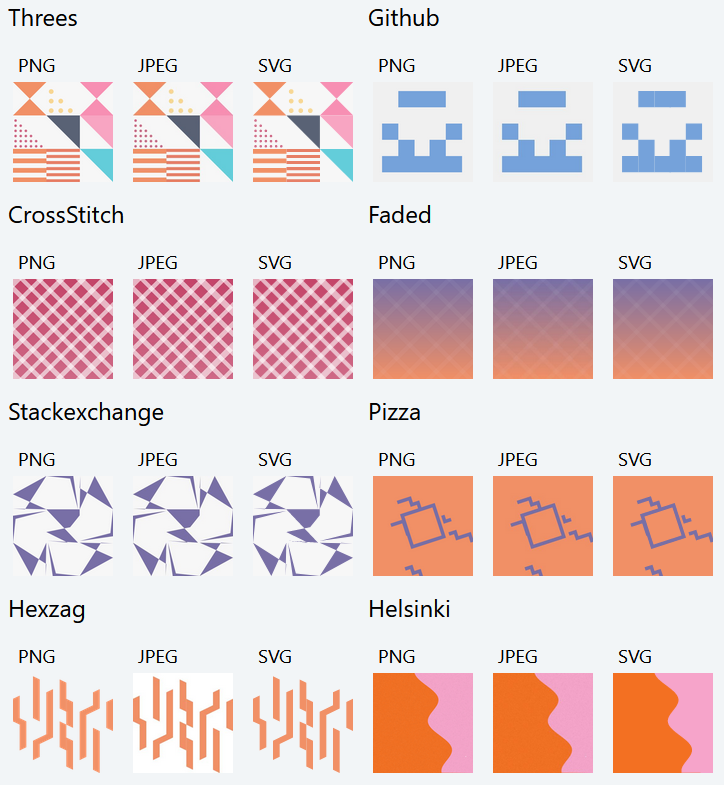 Threes
Github
PNG JPEG SVG
PNG JPEG SVG
CrossStitch
Faded
PNG JPEG SVG
PNG JPEG SVG
Stackexchange
Pizza
PNG JPEG SVG
PNG JPEG SVG
Hexzag
Helsinki
PNG JPEG SVG
PNG JPEG SVG